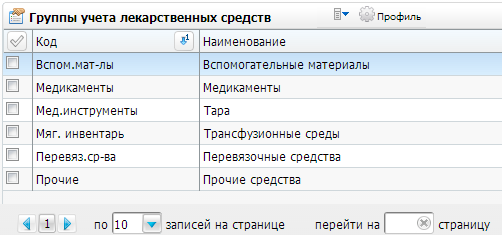 Группы учета лекарственных средств Профиль
Код Наименование
Вспом.мат-лы Вспомогательные материалы
Медикаменты Медикаменты
Мед.инструменты Тара
Мяг. инвентарь Трансфузионные среды
Перевяз.ср-ва Перевязочные средства
Прочие Прочие средства
1 по 10 записей на странице перейти на страницу